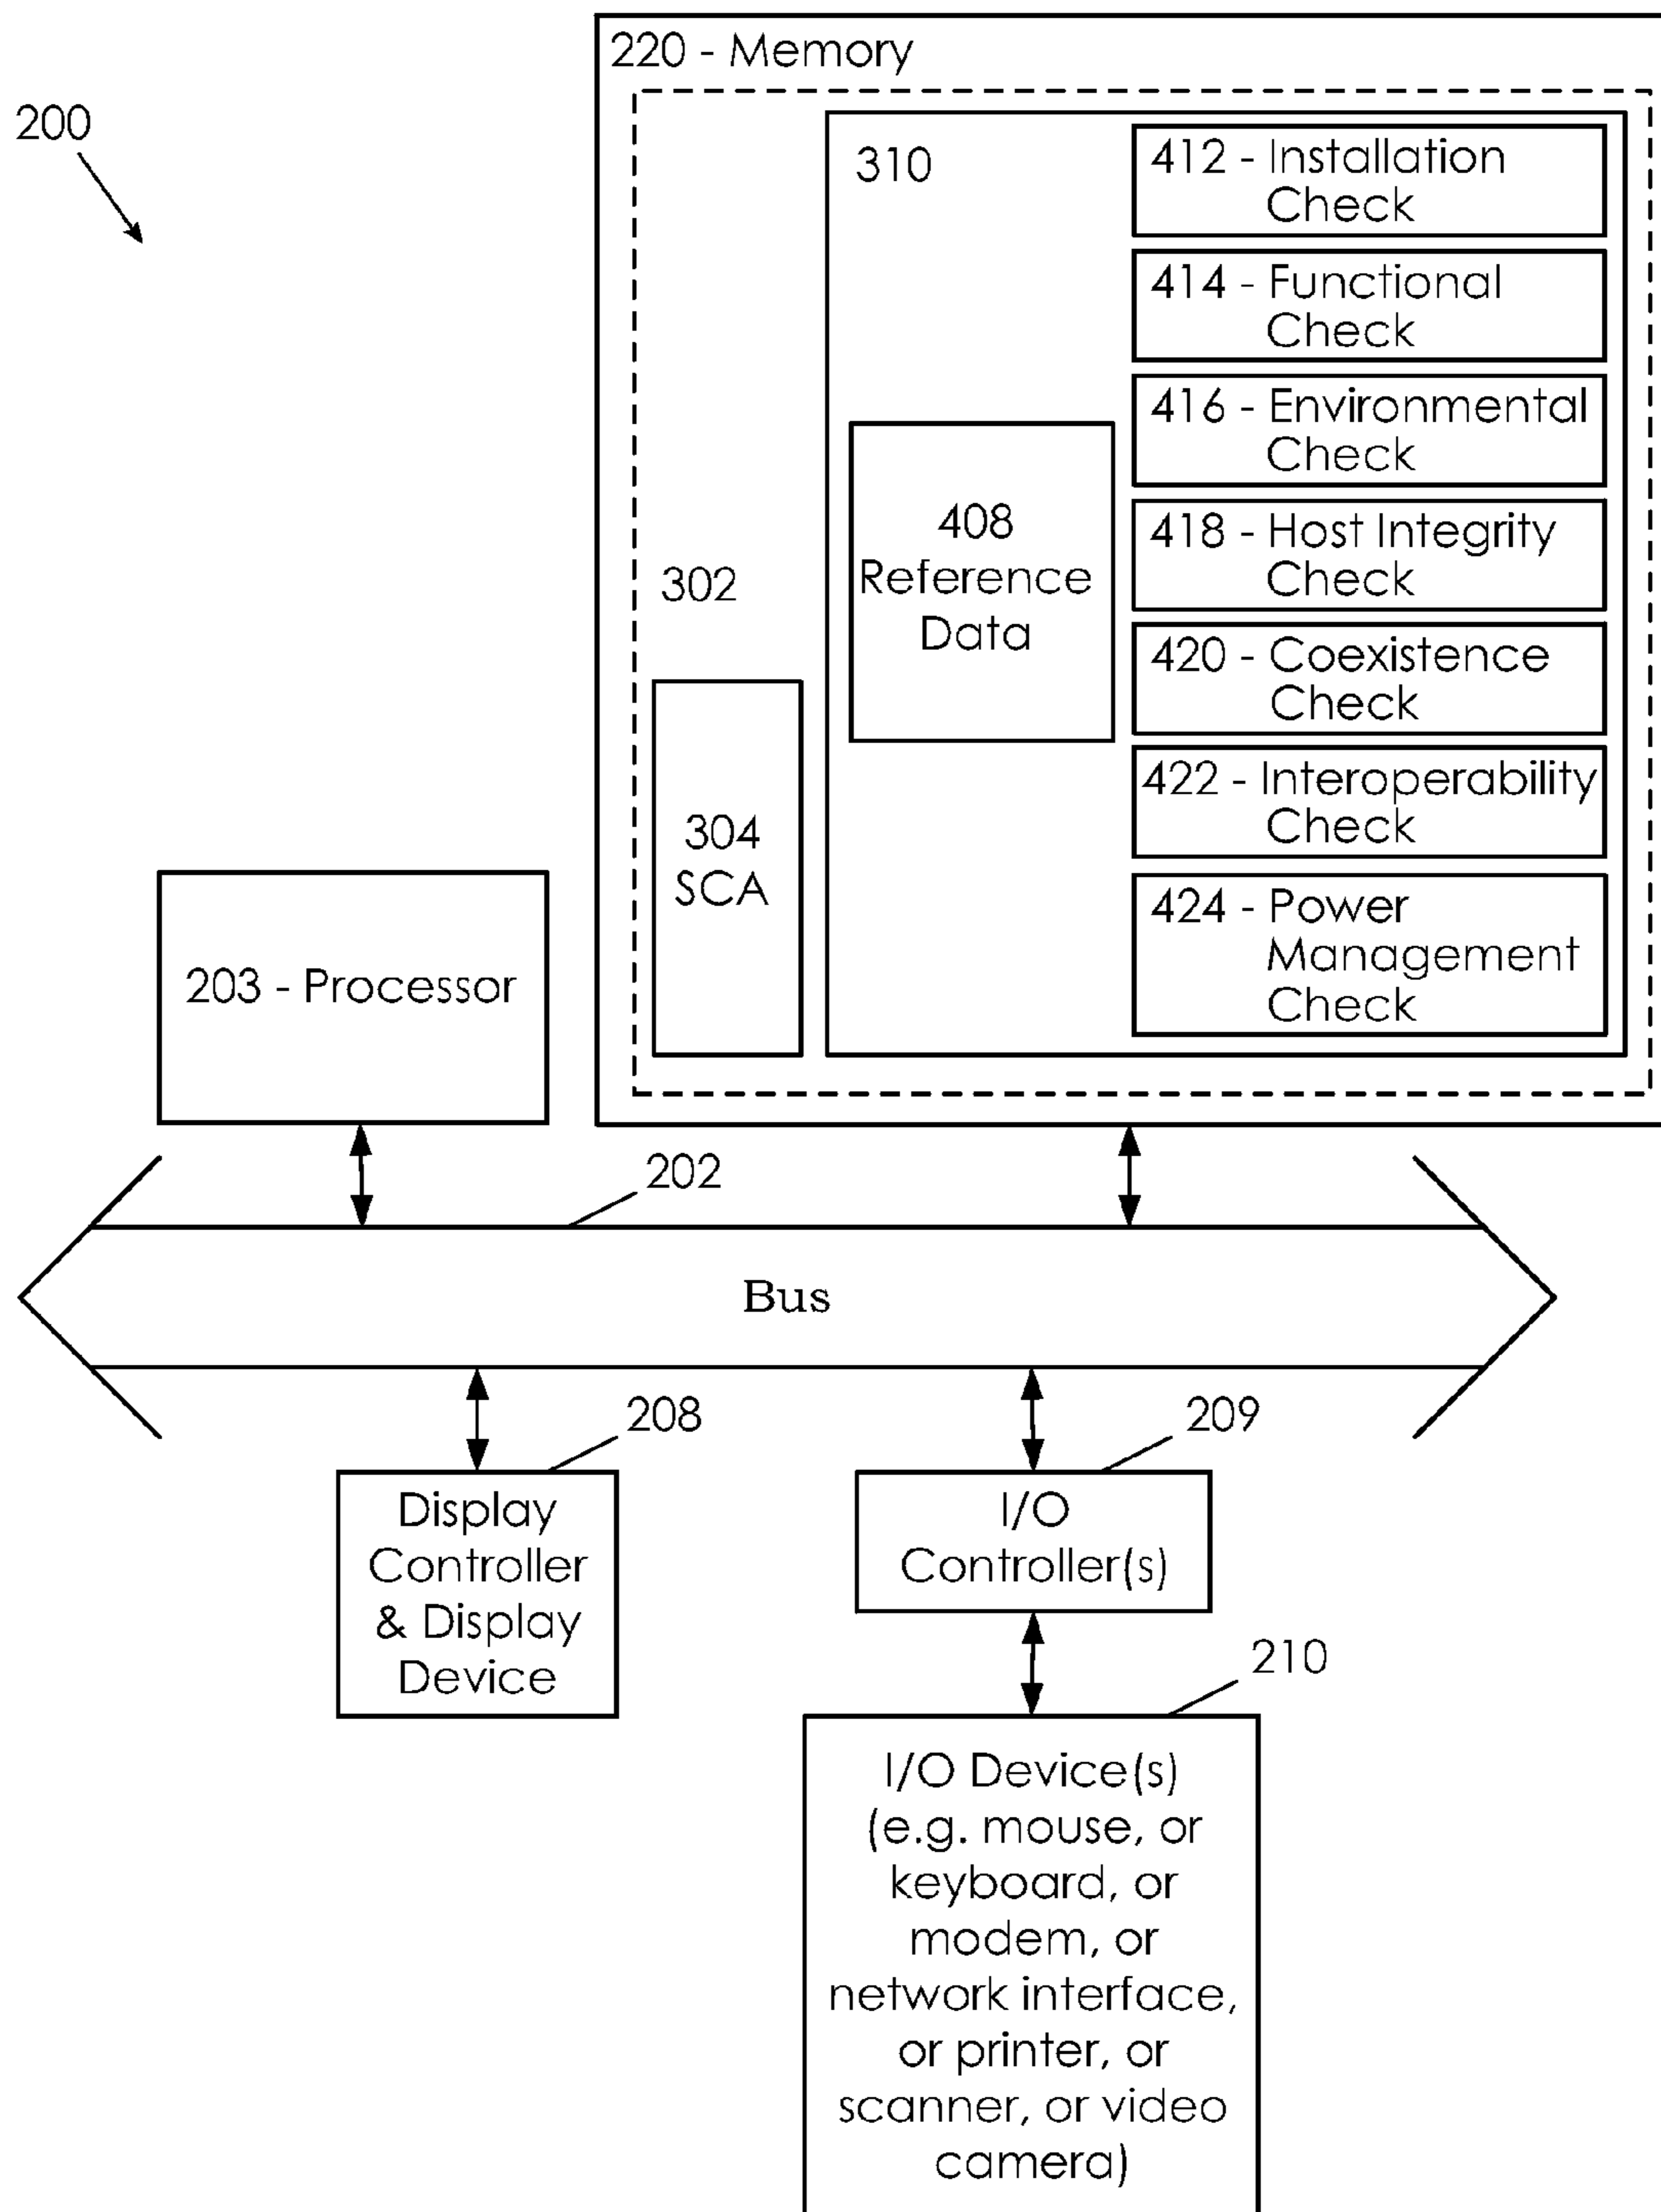 220 - Memory
200
310
412 - Installation
Check
414 - Functional
Check
416 - Environmental
Check
408
Reference
Data
418 - Host Integrity
Check
302
420 - Coexistence
Check
422 - Interoperability
Check
304
SCA
424 - Power
Management
Check
203 - Processor
202
Bus
208
209
Display
Controller
& Display
Device
I/O
Controller(s)
210
I/O Device(s)
(e.g. mouse, or
keyboard, or
modem, or
network interface,
or printer, or
scanner, or video
camera)